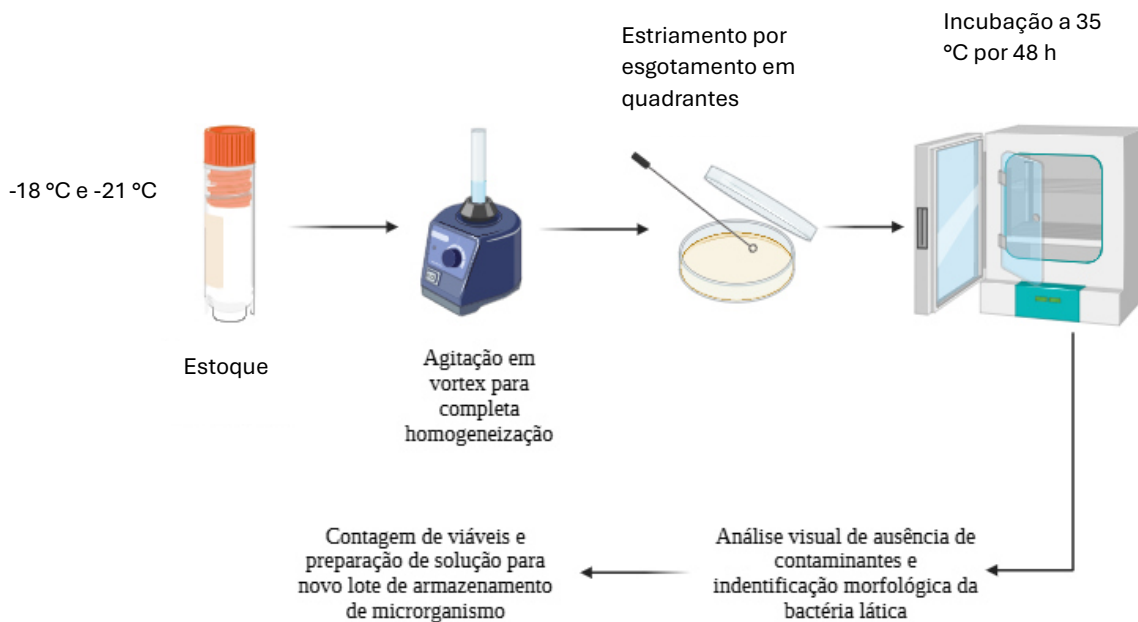 -18 °C e -21 °C
Estoque
Agitação em
vortex para
completa
homogeneização
Estriamento por
esgotamento em
quadrantes
Incubação a 35
°C por 48 h
Análise visual de ausência de
contaminantes e
indentificação morfológica da
bactéria lática
Contagem de viáveis e
preparação de solução para
novo lote de armazenamento
de microrganismo